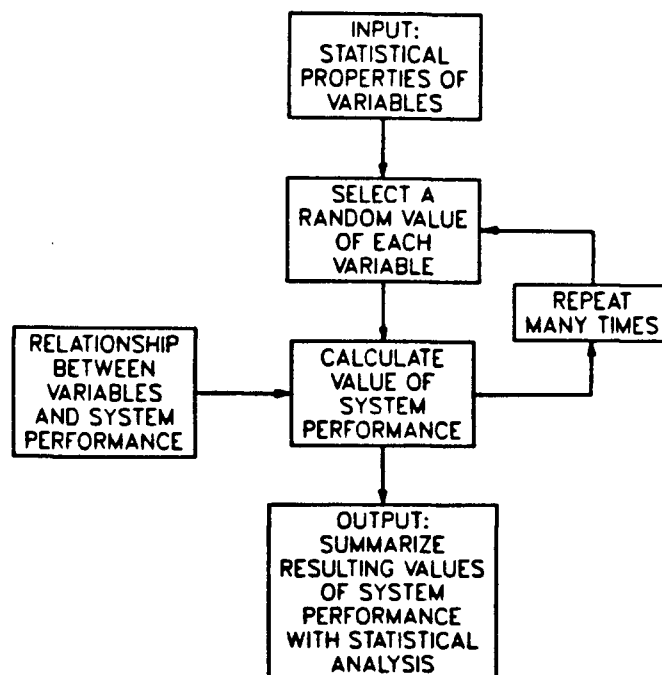 INPUT:
STATISTICAL
PROPERTIES OF
VARIABLES
SELECT A
RANDOM VALUE
OF EACH
VARIABLE
REPEAT
MANY TIMES
RELATIONSHIP
BETWEEN
VARIABLES
AND SYSTEM
PERFORMANCE
CALCULATE
VALUE OF
SYSTEM
PERFORMANCE
OUTPUT:
SUMMARIZE
RESULTING VALUES
OF SYSTEM
PERFORMANCE
WITH STATISTICAL
ANALYSIS